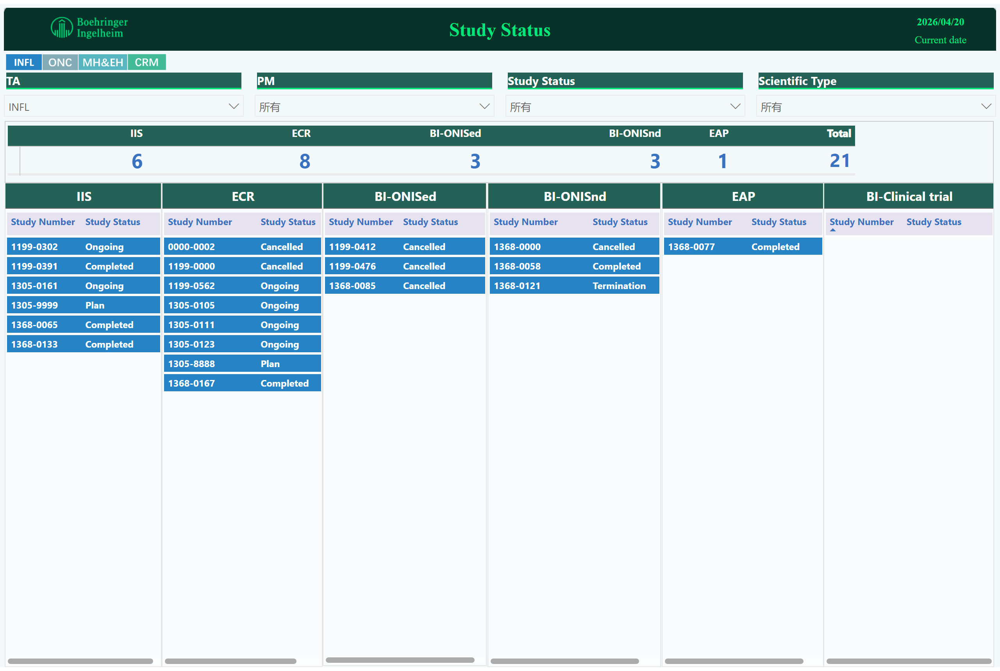 Boehringer
Ingelheim
Study Status
2026/04/20
Current date
INFL ONC MH&EH CRM
TA PM Study Status Scientific Type
INFL 所有 所有 所有
IIS ECR BI-ONISed BI-ONISnd EAP Total
6 8 3 3 1 21
IIS ECR BI-ONISed BI-ONISnd EAP BI-Clinical trial
Study Number Study Status Study Number Study Status Study Number Study Status Study Number Study Status Study Number Study Status Study Number Study Status
1199-0302 Ongoing 0000-0002 Cancelled 1199-0412 Cancelled 1368-0000 Cancelled 1368-0077 Completed
1199-0391 Completed 1199-0000 Cancelled 1199-0476 Cancelled 1368-0058 Completed
1305-0161 Ongoing 1199-0562 Ongoing 1368-0085 Cancelled 1368-0121 Termination
1305-9999 Plan 1305-0105 Ongoing
1368-0065 Completed 1305-0111 Ongoing
1368-0133 Completed 1305-0123 Ongoing
1305-8888 Plan
1368-0167 Completed